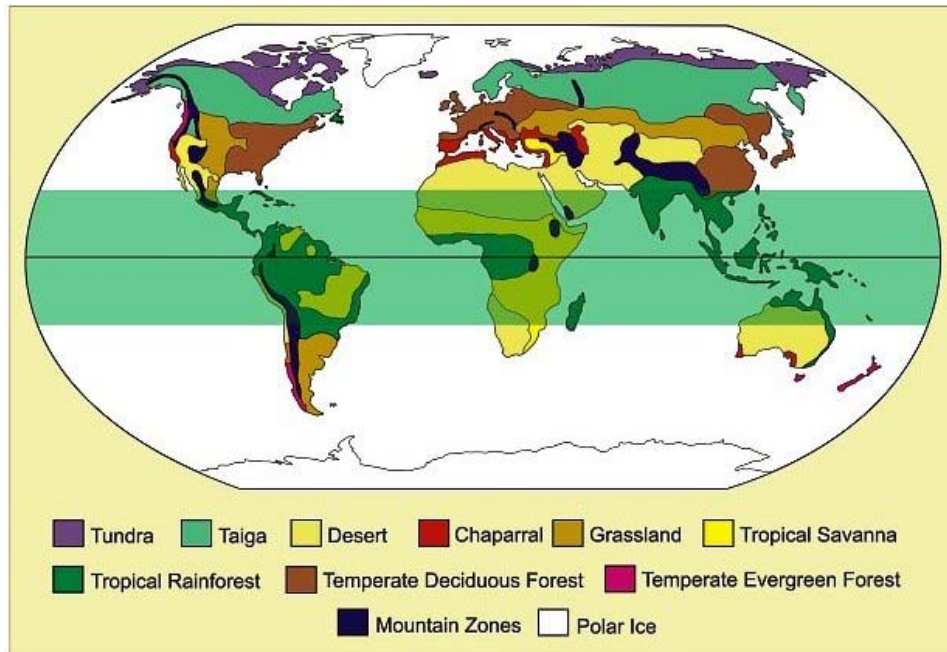 Tundra Taiga Desert Chaparral Grassland Tropical Savanna
Tropical Rainforest Temperate Deciduous Forest Temperate Evergreen Forest
Mountain Zones Polar Ice